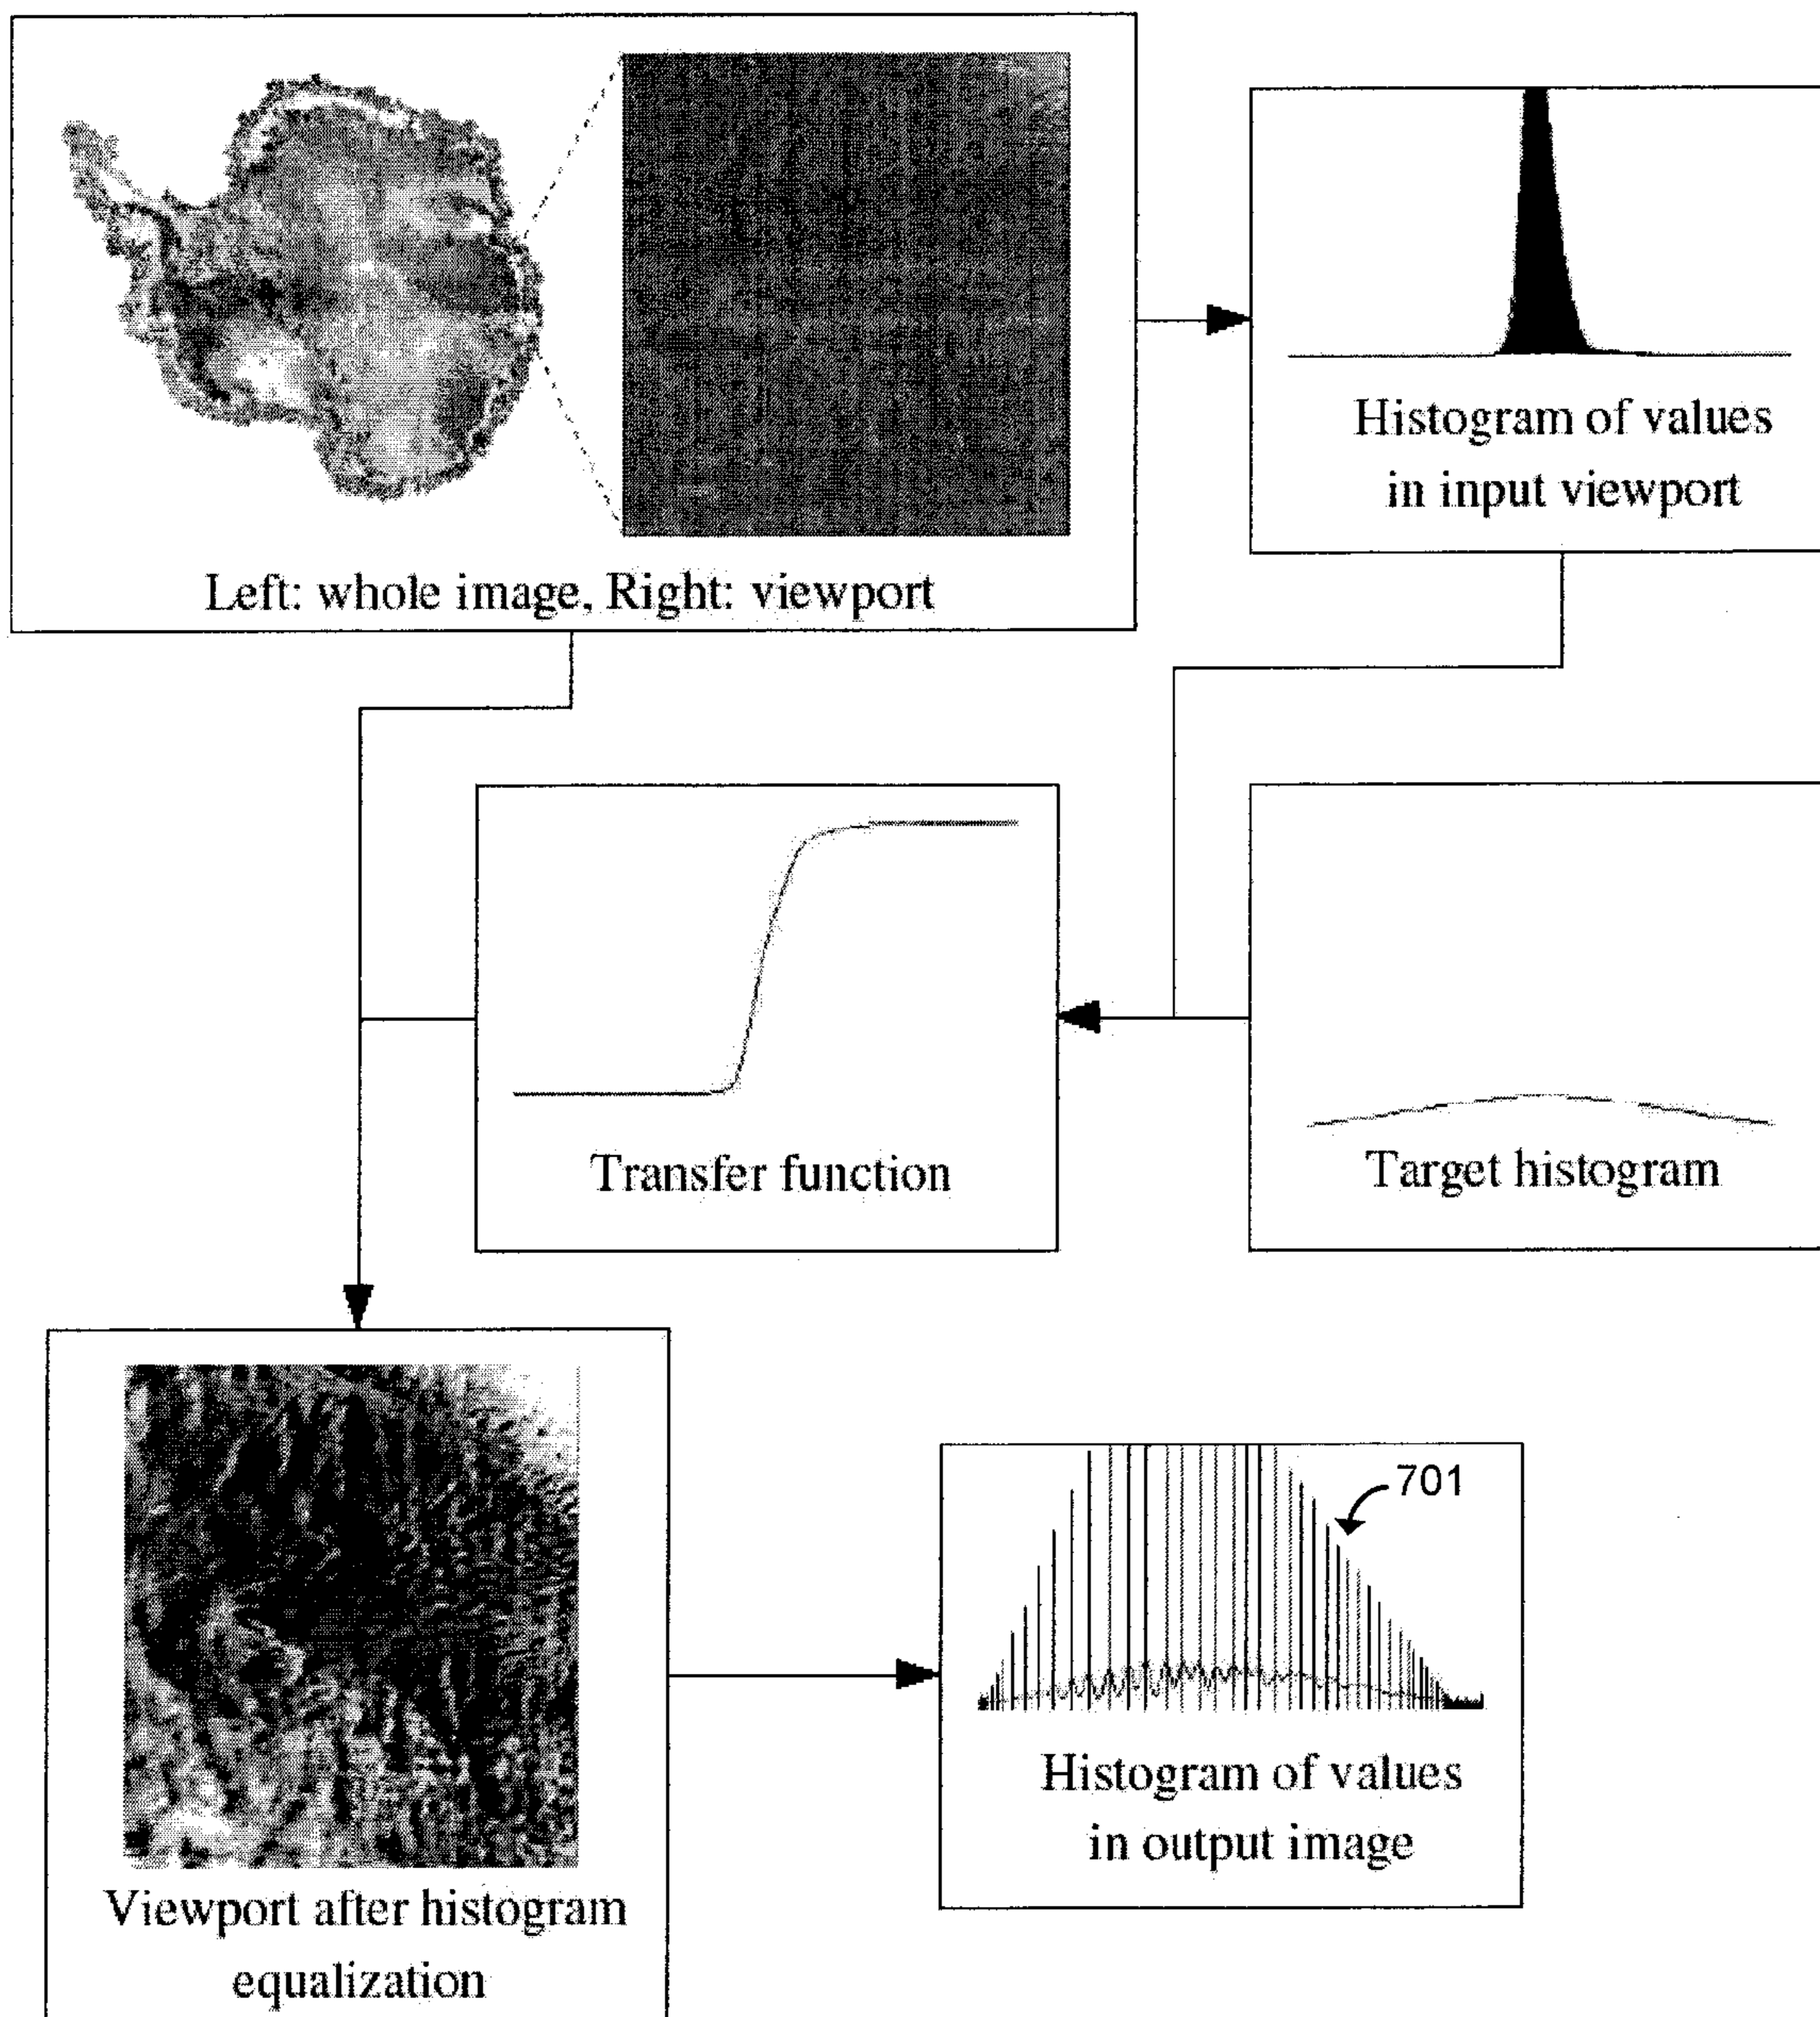 Left: whole image, Right: viewport
Histogram of values
in input viewport
Transfer function
Target histogram
701
Viewport after histogram
equalization
Histogram of values
in output image